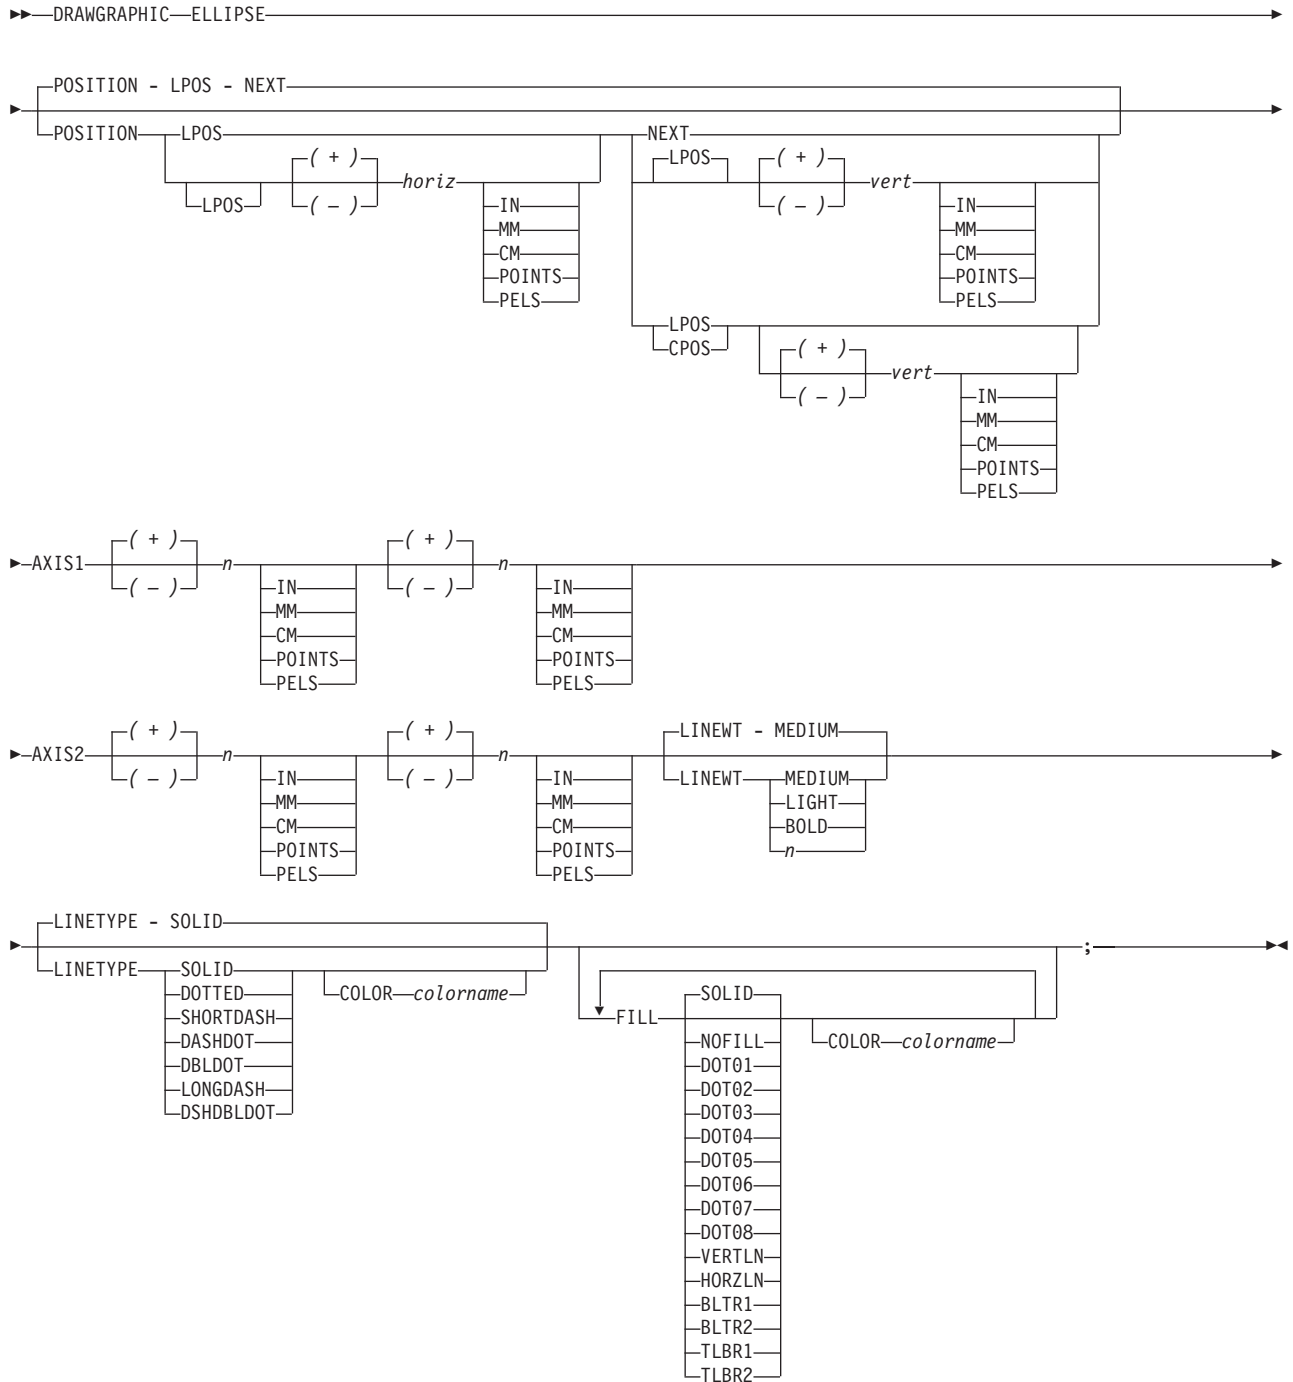 DRAWGRAPHIC ELLIPSE
POSITION - LPOS - NEXT
POSITION LPOS NEXT
( + ) LPOS ( + )
horiz vert
LPOS ( – ) IN ( – ) IN
MM MM
CM CM
POINTS POINTS
PELS PELS
LPOS
CPOS ( + )
vert
( – ) IN
MM
CM
POINTS
PELS
( + ) ( + )
AXIS1 n n
( – ) IN ( – ) IN
MM MM
CM CM
POINTS POINTS
PELS PELS
( + ) ( + ) LINEWT - MEDIUM
AXIS2 n n
( – ) IN ( – ) IN LINEWT MEDIUM
MM MM LIGHT
CM CM BOLD
POINTS POINTS n
PELS PELS
LINETYPE - SOLID
;
LINETYPE SOLID
DOTTED COLOR colorname SOLID
SHORTDASH FILL
DASHDOT NOFILL COLOR colorname
DBLDOT DOT01
LONGDASH DOT02
DSHDBLDOT DOT03
DOT04
DOT05
DOT06
DOT07
DOT08
VERTLN
HORZLN
BLTR1
BLTR2
TLBR1
TLBR2